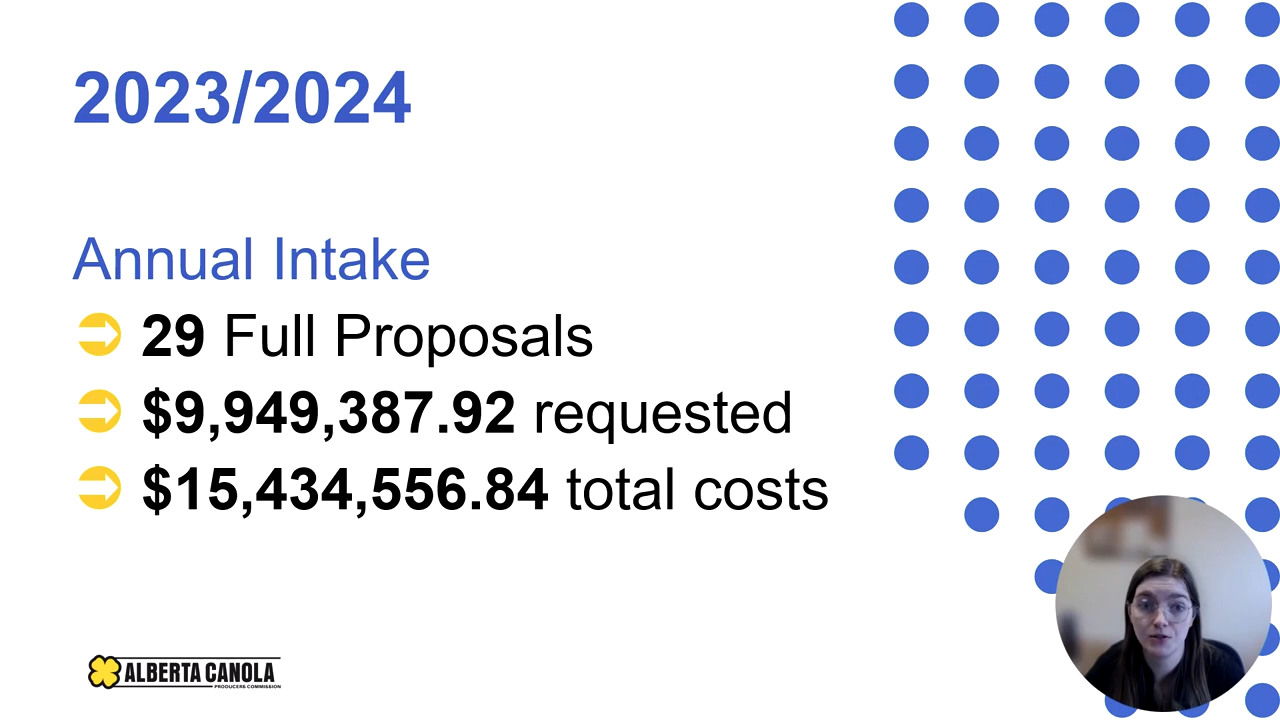 2023/2024
Annual Intake
29 Full Proposals
$9,949,387.92 requested
$15,434,556.84 total costs
ALBERTA CANOLA
PRODUCERS COMMISSION